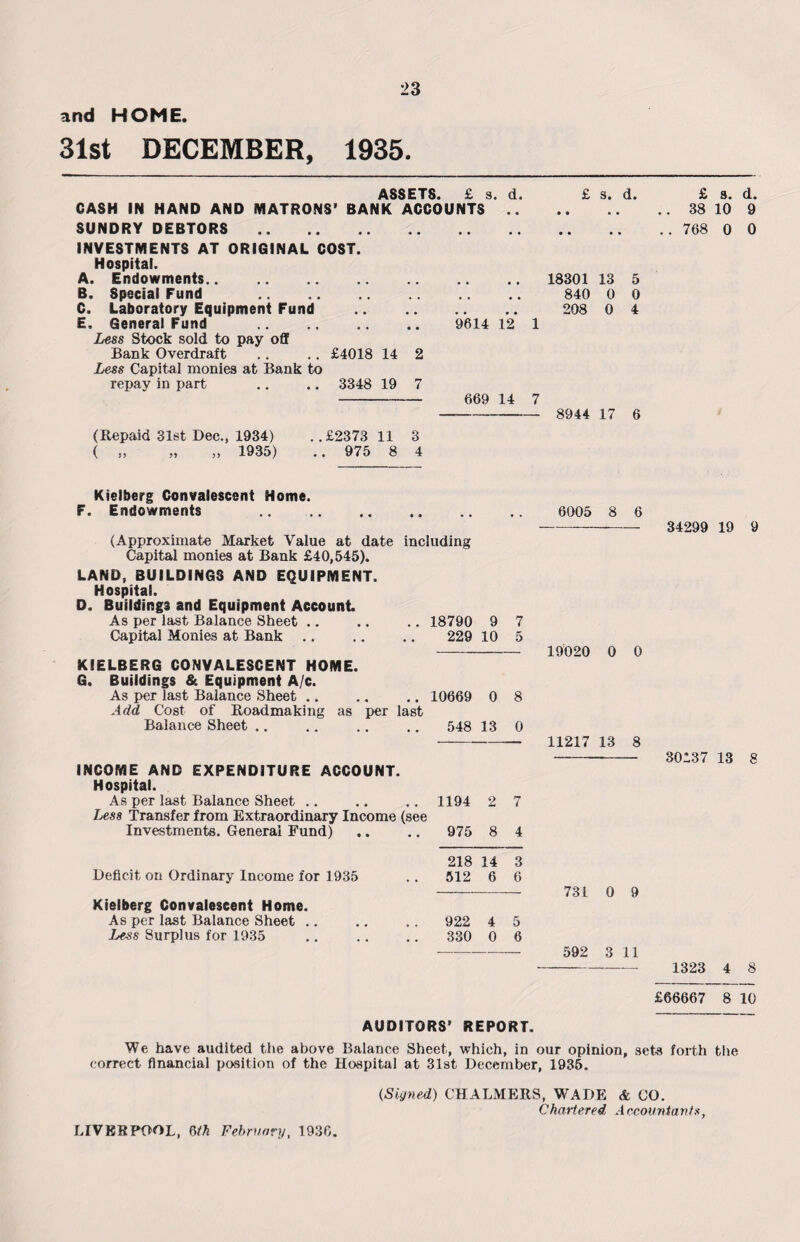 23
and HOME.
31st DECEMBER, 1935.
ASSETS. £ s. d. £ s. d. £ s. d.
CASH IN HAND AND MATRONS' BANK ACCOUNTS .. .. .. .. 38 10 9
SUNDRY DEBTORS .. .. .. .. .. .. .. .. .. 768 0 0
INVESTMENTS AT ORIGINAL COST.
Hospital.
A. Endowments.. .. .. .. .. .. .. 18301 13 5
B. Special Fund .. .. .. .. .. .. 840 0 0
C. Laboratory Equipment Fund .. .. .. .. 208 0 4
E. General Fund .. .. .. .. 9614 12 1
Less Stock sold to pay off
Bank Overdraft .. .. £4018 14 2
Less Capital monies at Bank to
repay in part .. .. 3348 19 7
669 14 7
8944 17 6
(Repaid 31st Dec., 1934) ..£2373 11 3
( „ „ „ 1935) .. 975 8 4
Kielberg Convalescent Home.
F. Endowments .. .. .. .. .. .. 6005 8 6
34299 19 9
(Approximate Market Value at date including
Capital monies at Bank £40,545).
LAND, BUILDINGS AND EQUIPMENT.
Hospital.
D. Buildings and Equipment Account.
As per last Balance Sheet .. .. .. 18790 9 7
Capital Monies at Bank .. .. .. 229 10 5
19020 0 0
KIELBERG CONVALESCENT HOME.
G. Buildings & Equipment A/c.
As per last Balance Sheet .. .. .. 10669 0 8
Add Cost of Roadmaking as per last
Balance Sheet .. .. .. .. 548 13 0
11217 13 8
30237 13 8
INCOME AND EXPENDITURE ACCOUNT.
Hospital.
As per last Balance Sheet .. .. .. 1194 2 7
Less Transfer from Extraordinary Income (see
Investments. General Fund) .. .. 975 8 4
218 14 3
Deficit on Ordinary Income for 1935 .. 512 6 6
731 0 9
Kielberg Convalescent Home.
As per last Balance Sheet .. .. .. 922 4 5
Less Surplus for 1935 .. .. .. 330 0 6
592 3 11
1323 4 8
£66667 8 10
AUDITORS' REPORT.
We have audited the above Balance Sheet, which, in our opinion, sets forth the
correct financial position of the Hospital at 31st December, 1935.
(Signed) CHALMERS, WADE & CO.
Chartered Accountants,
LIVERPOOL, 6th February, 1936.